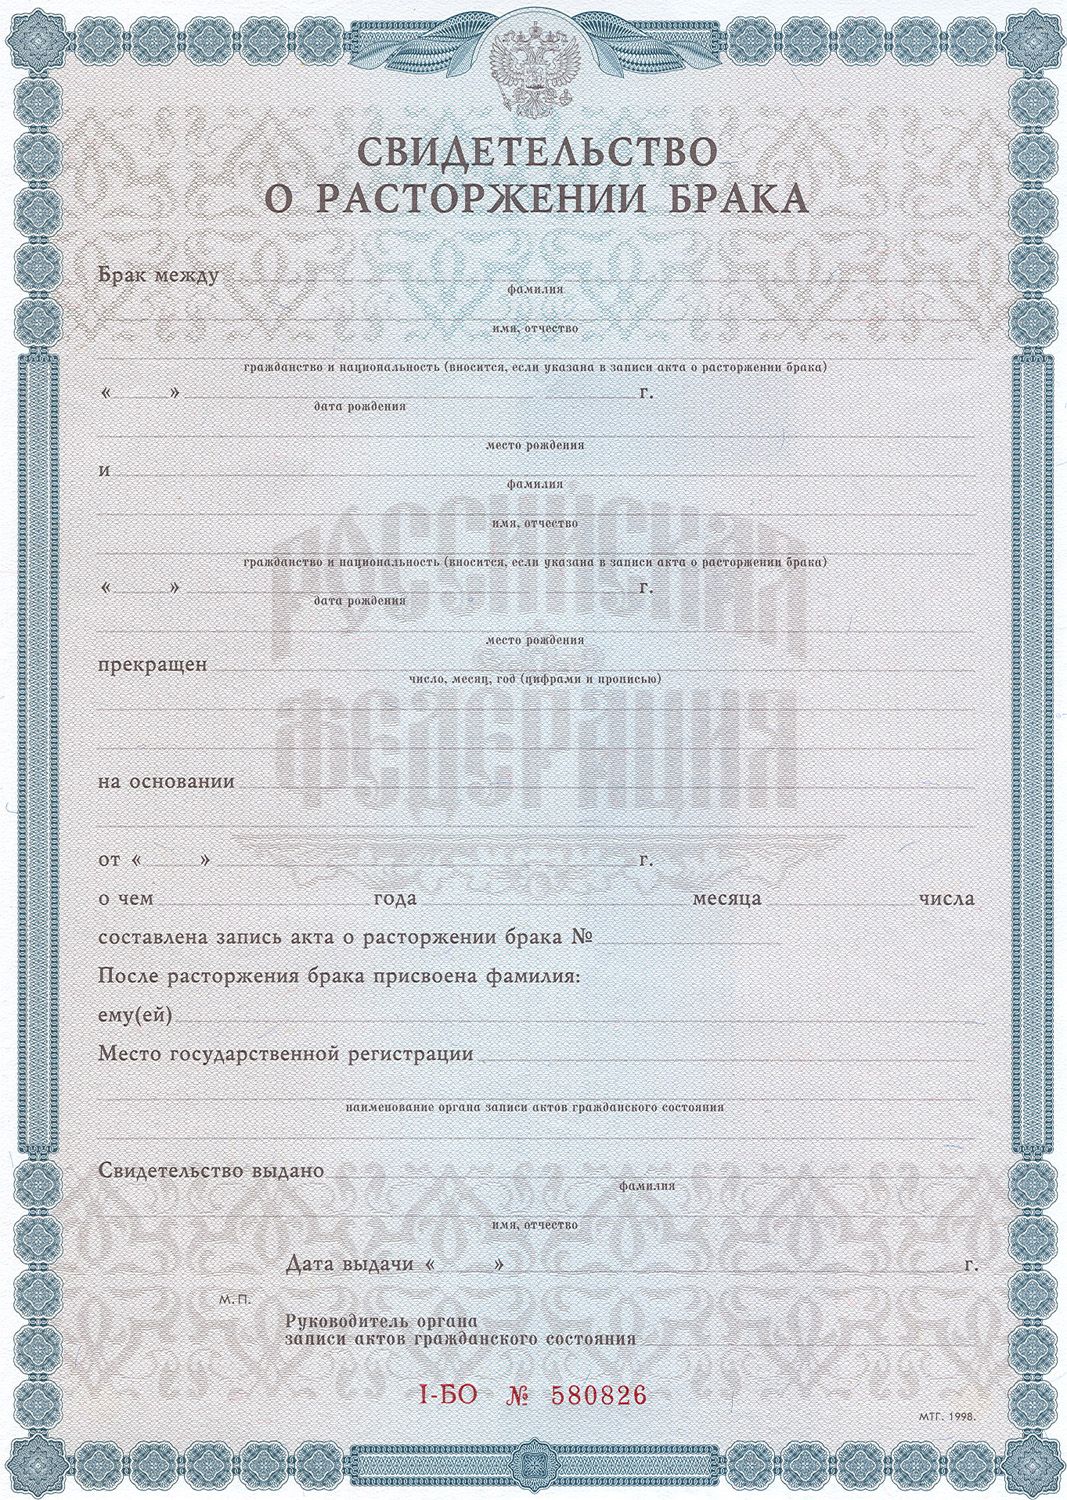 СВИДЕТЕЛЬСТВО
О РАСТОРЖЕНИИ БРАКА
Брак между
фамилия
имя, отчество
гражданство и национальность (вносится, если указана в записи акта о расторжении брака)
« » г.
дата рождения
место рождения
и
фамилия
имя, отчество
гражданство и национальность (вносится, если указана в записи акта о расторжении брака)
« » г.
дата рождения
место рождения
прекращен
число, месяц, год (цифрами и прописью)
РОССИЙСКАЯ
ФЕДЕРАЦИЯ
на основании
от « » г.
о чем года месяца числа
составлена запись акта о расторжении брака №
После расторжения брака присвоена фамилия:
ему(ей)
Место государственной регистрации
наименование органа записи актов гражданского состояния
Свидетельство выдано
фамилия
имя, отчество
Дата выдачи « » г.
М.П.
Руководитель органа
записи актов гражданского состояния
I-БО № 580826
МТГ. 1998.